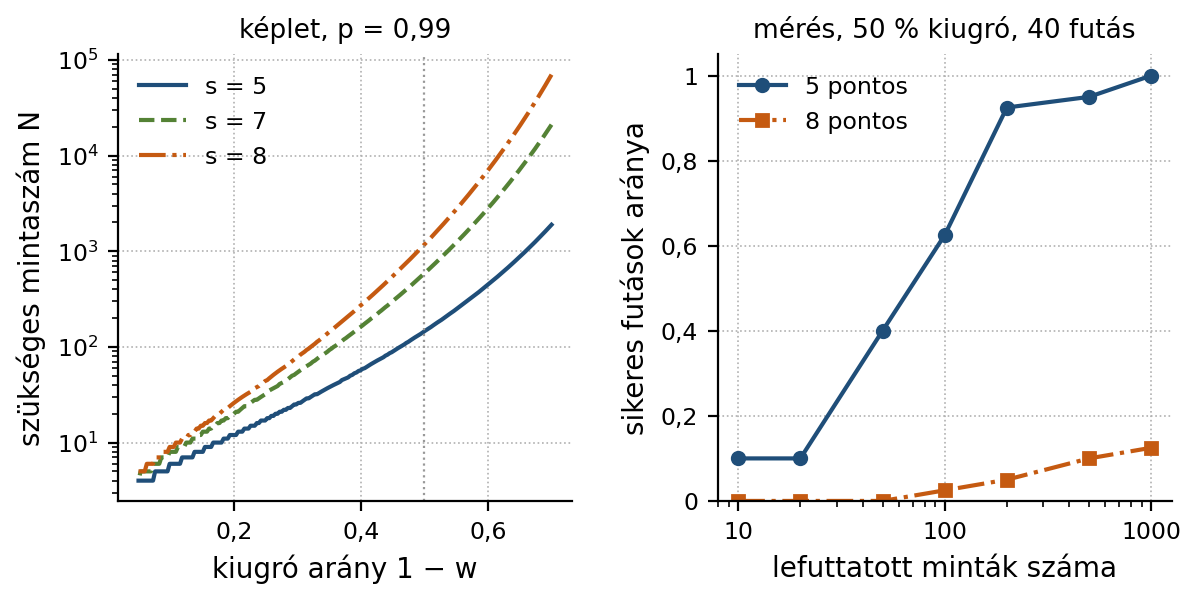 képlet, p = 0,99
szükséges mintaszám N
10^5
10^4
10^3
10^2
10^1
s = 5
s = 7
s = 8
0,2
0,4
0,6
kiugró arány 1 − w
mérés, 50 % kiugró, 40 futás
sikeres futások aránya
1
0,8
0,6
0,4
0,2
0
5 pontos
8 pontos
10
100
1000
lefuttatott minták száma